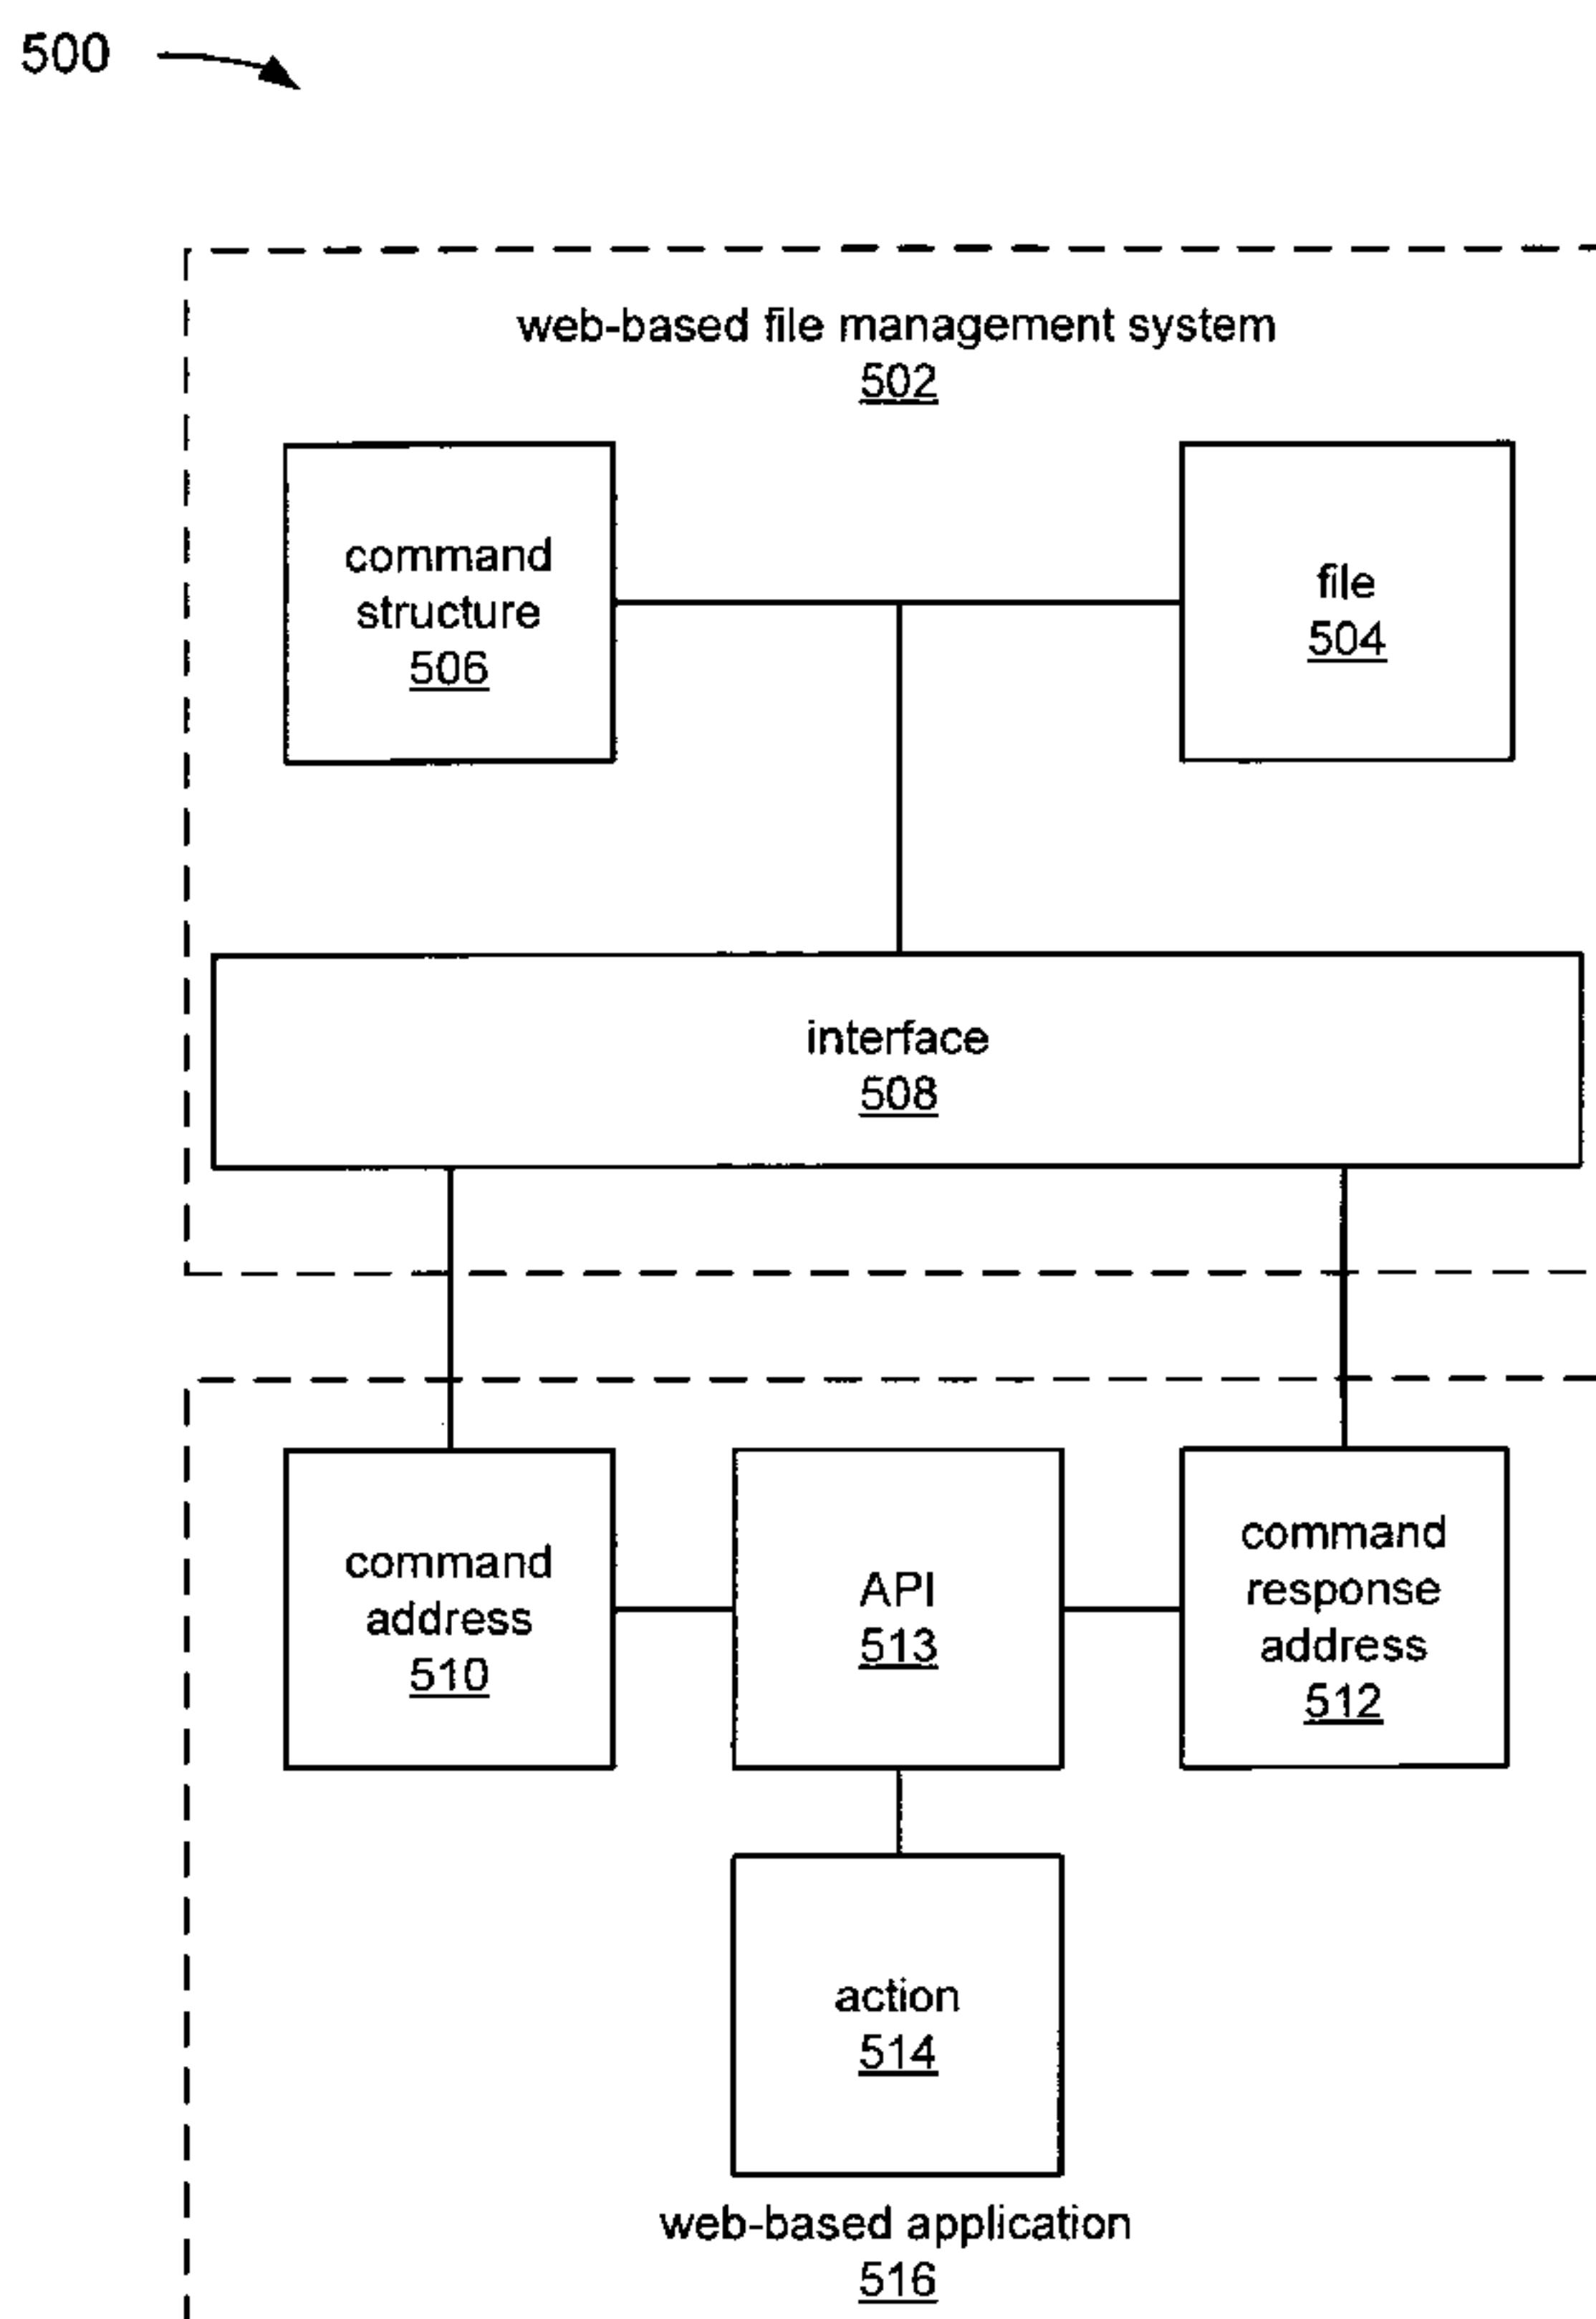 500
web-based file management system
502
command
structure
506
file
504
interface
508
command
address
510
API
513
command
response
address
512
action
514
web-based application
516